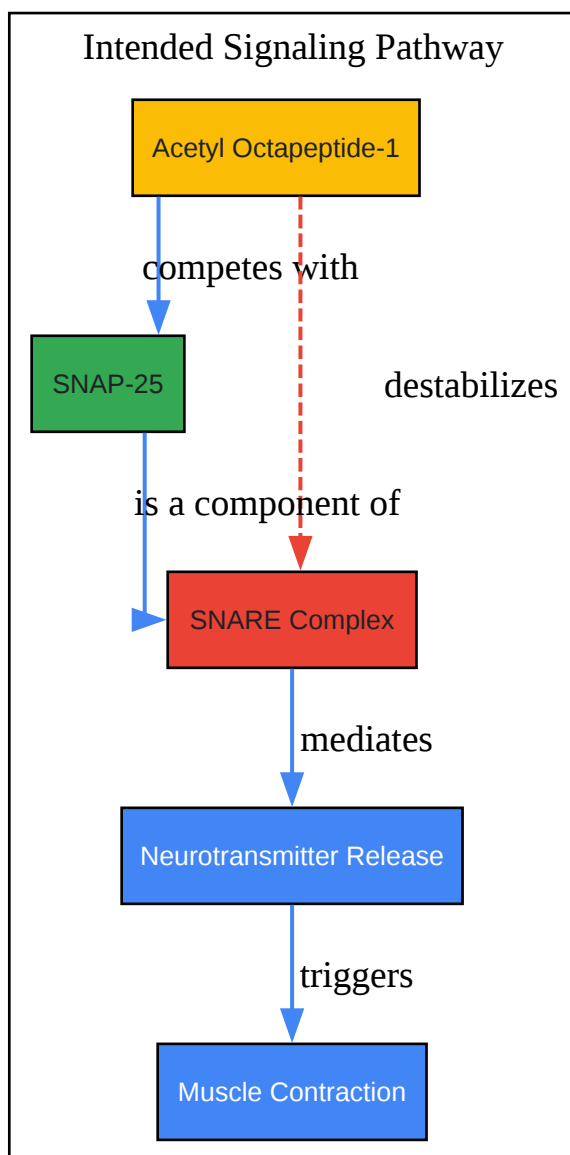 Intended Signaling Pathway
Acetyl Octapeptide-1
competes with
SNAP-25
destabilizes
is a component of
SNARE Complex
mediates
Neurotransmitter Release
triggers
Muscle Contraction